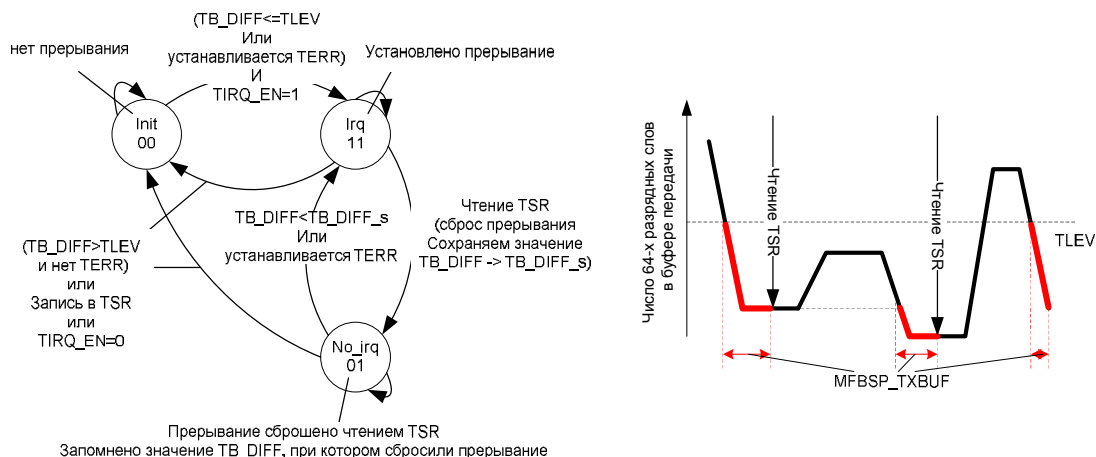 (TB_DIFF<=TLEV
Или
устанавливается TERR)
И
TIRQ_EN=1
нет прерывания
Установлено прерывание
Init
00
Irq
11
TB_DIFF<TB_DIFF_s
Или
устанавливается TERR
Чтение TSR
(сброс прерывания
Сохраняем значение
TB_DIFF -> TB_DIFF_s)
(TB_DIFF>TLEV
и нет TERR)
или
Запись в TSR
или
TIRQ_EN=0
No_irq
01
Прерывание сброшено чтением TSR
Запомнено значение TB_DIFF, при котором сбросили прерывание
Число 64-х разрядных слов
в буфере передачи
Чтение TSR
Чтение TSR
TLEV
MFBSP_TXBUF